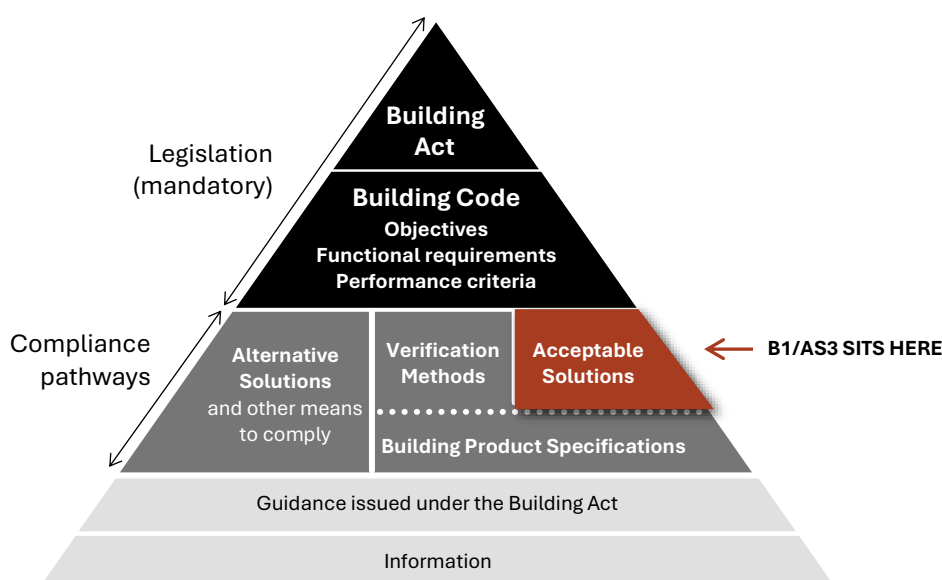 Building
Act
Legislation
(mandatory)
Building Code
Objectives
Functional requirements
Performance criteria
Compliance
pathways
Alternative
Solutions
and other means
to comply
Verification
Methods
Acceptable
Solutions
B1/AS3 SITS HERE
Building Product Specifications
Guidance issued under the Building Act
Information